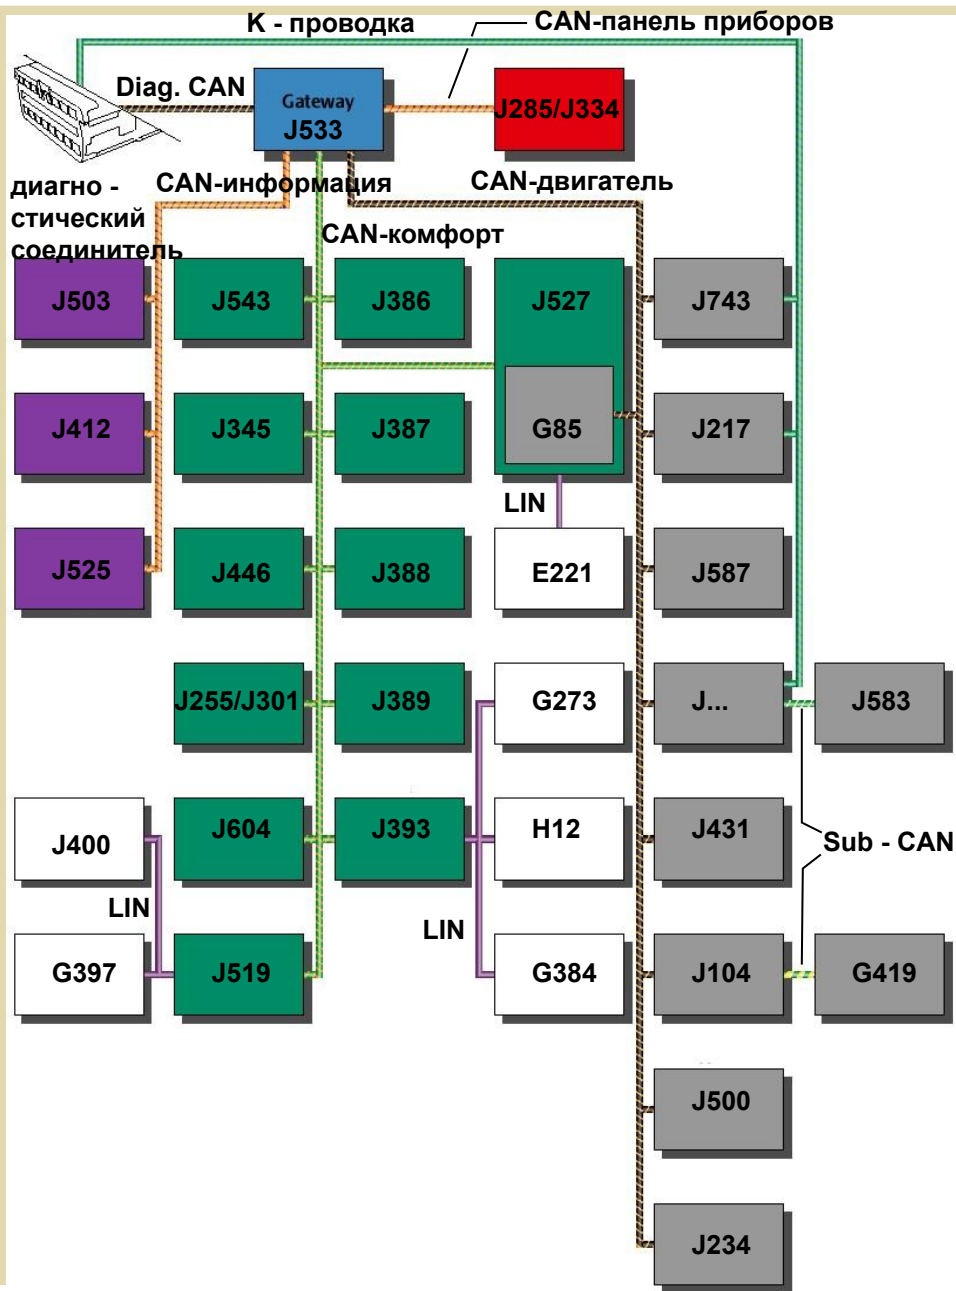 K - проводка
CAN-панель приборов
Diag. CAN
Gateway
J533
J285/J334
диагно -
стический
соединитель
CAN-информация
CAN-двигатель
CAN-комфорт
J503
J543
J386
J527
J743
J412
J345
J387
G85
J217
LIN
J525
J446
J388
E221
J587
J255/J301
J389
G273
J...
J583
J400
J604
J393
H12
J431
Sub - CAN
LIN
LIN
G397
J519
G384
J104
G419
J500
J234